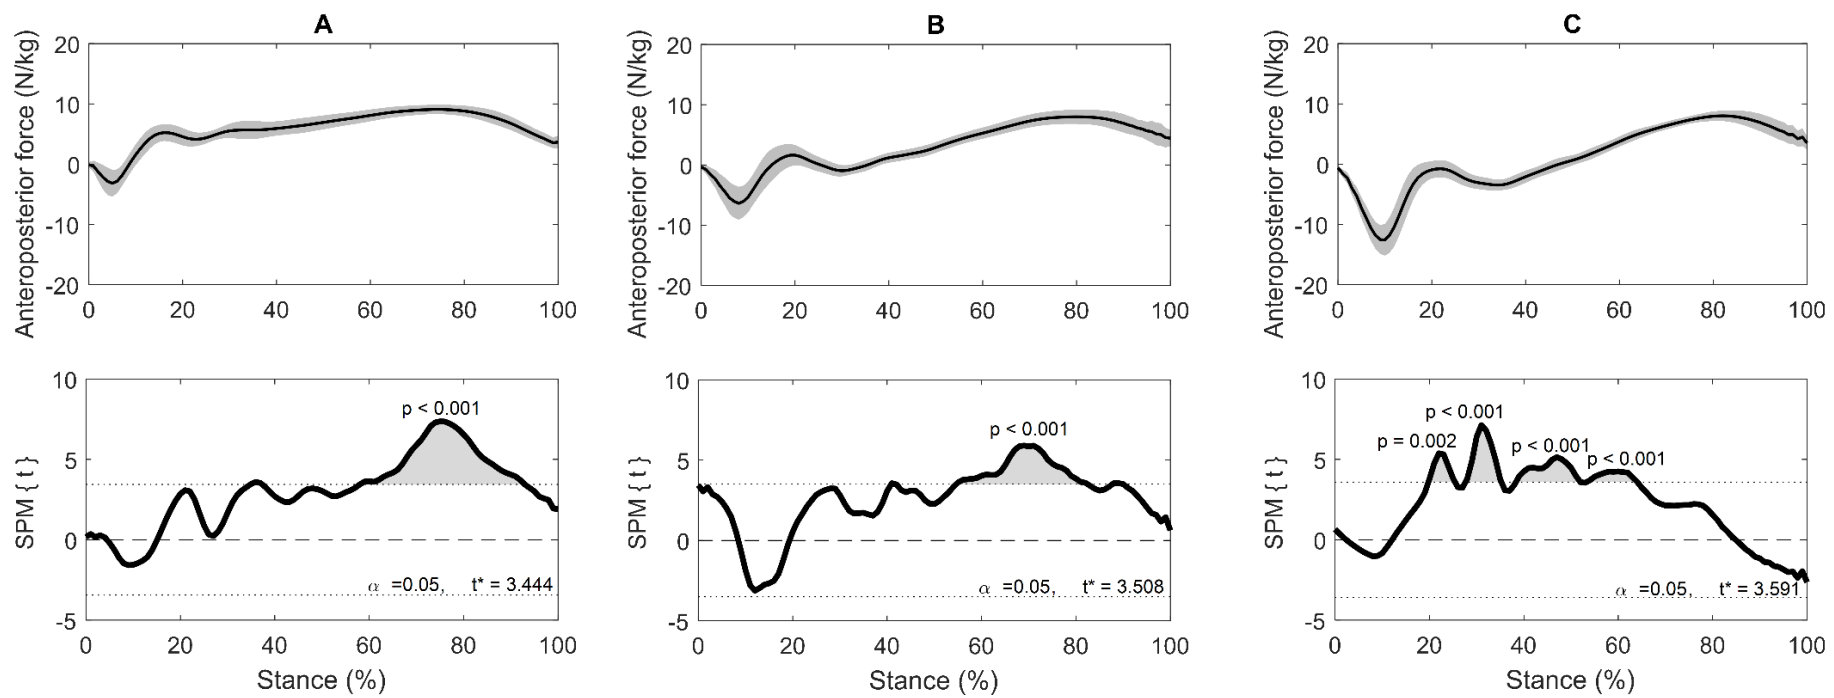 A
B
C
Anteroposterior force (N/kg)
20
10
0
-10
-20
0 20 40 60 80 100
Anteroposterior force (N/kg)
20
10
0
-10
-20
0 20 40 60 80 100
Anteroposterior force (N/kg)
20
10
0
-10
-20
0 20 40 60 80 100
SPM { t }
10
5
0
-5
p < 0.001
α =0.05, t* = 3.444
0 20 40 60 80 100
Stance (%)
SPM { t }
10
5
0
-5
p < 0.001
α =0.05, t* = 3.508
0 20 40 60 80 100
Stance (%)
SPM { t }
10
5
0
-5
p < 0.001
p = 0.002
p < 0.001
p < 0.001
α =0.05, t* = 3.591
0 20 40 60 80 100
Stance (%)